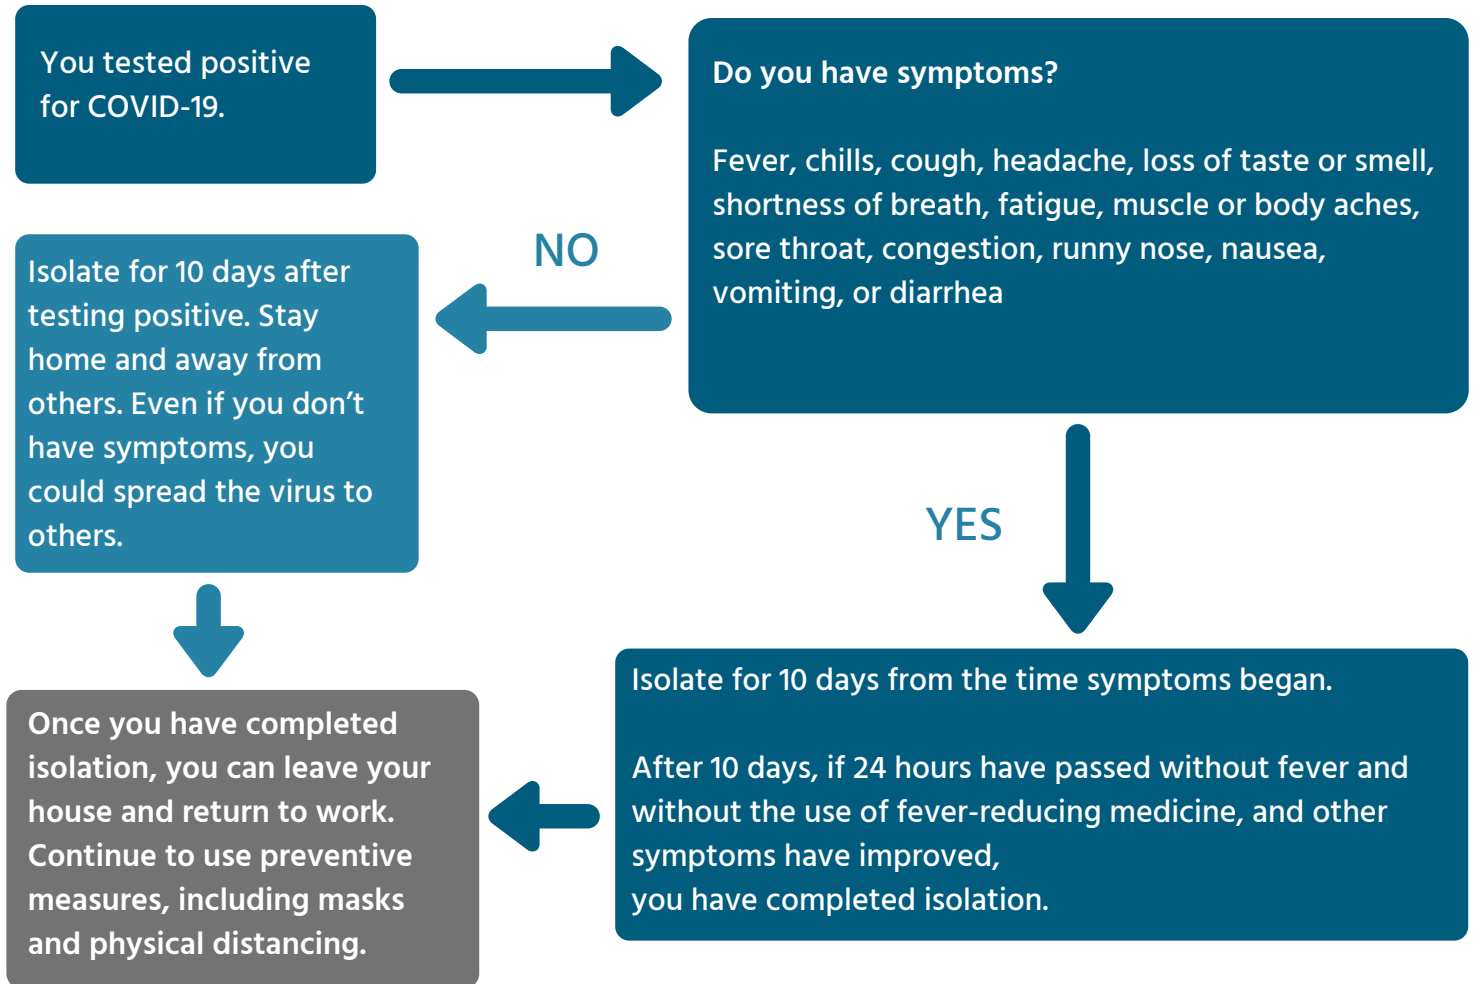 You tested positive
for COVID-19.
Do you have symptoms?
Fever, chills, cough, headache, loss of taste or smell,
shortness of breath, fatigue, muscle or body aches,
sore throat, congestion, runny nose, nausea,
vomiting, or diarrhea
NO
Isolate for 10 days after
testing positive. Stay
home and away from
others. Even if you don’t
have symptoms, you
could spread the virus to
others.
YES
Isolate for 10 days from the time symptoms began.
After 10 days, if 24 hours have passed without fever and
without the use of fever-reducing medicine, and other
symptoms have improved,
you have completed isolation.
Once you have completed
isolation, you can leave your
house and return to work.
Continue to use preventive
measures, including masks
and physical distancing.